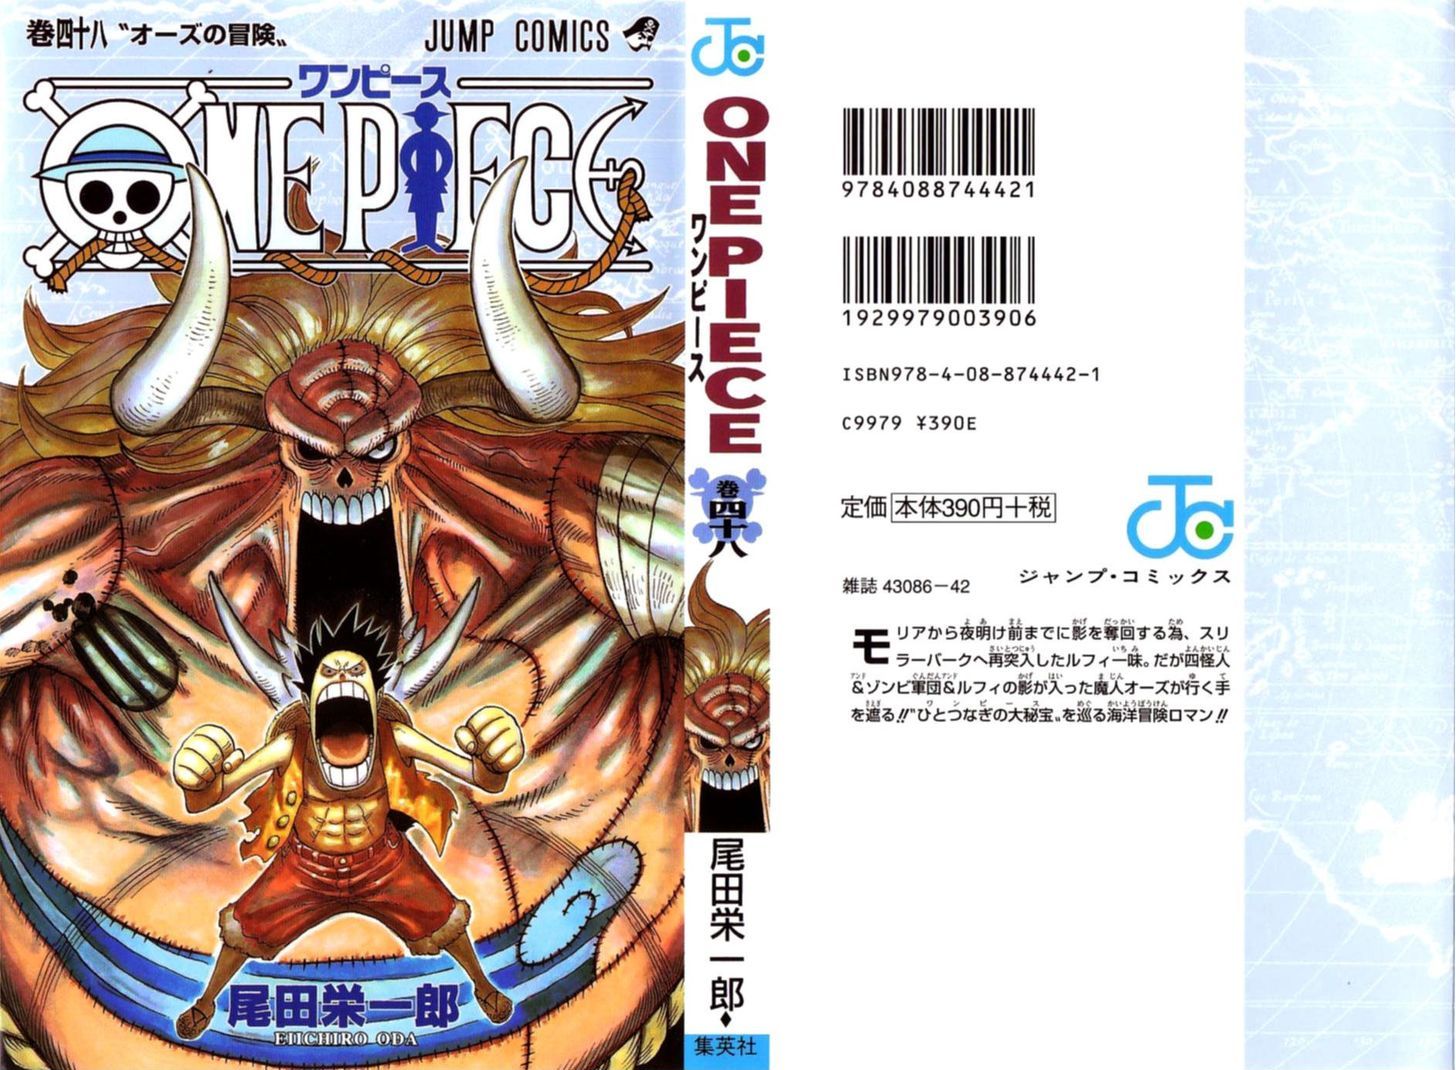 巻四十八〝オーズの冒険〟
JUMP COMICS
ワンピース
ONE PIECE
尾田栄一郎
EIICHIRO ODA
JC
ONE PIECE
ワンピース
巻四十八
尾田栄一郎
集英社
9784088744421
1929979003906
ISBN978-4-08-874442-1
C9979 ¥390E
定価 本体390円+税
雑誌 43086-42
JC
ジャンプ・コミックス
モリアから夜明け前までに影を奪回する為、スリ
ラーバークへ再突入したルフィ一味。だが四怪人
&ゾンビ軍団&ルフィの影が入った魔人オーズが行く手
を遮る!!〝ひとつなぎの大秘宝〟を巡る海洋冒険ロマン!!